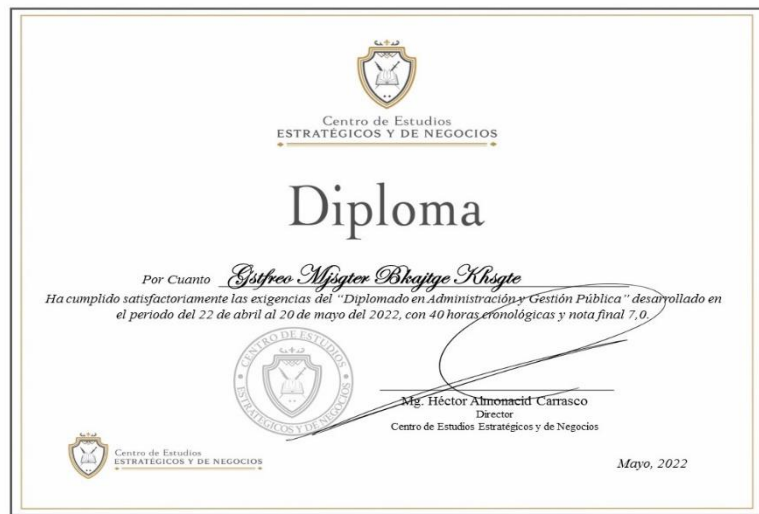 Centro de Estudios
ESTRATÉGICOS Y DE NEGOCIOS
Diploma
Por Cuanto Gstfreo Mjsgter Bkajtge Khsgte
Ha cumplido satisfactoriamente las exigencias del “Diplomado en Administración y Gestión Pública” desarrollado en
el periodo del 22 de abril al 20 de mayo del 2022, con 40 horas cronológicas y nota final 7,0.
CENTRO DE ESTUDIOS
ESTRATÉGICOS Y DE NEGOCIOS
Mg. Héctor Almonacid Carrasco
Director
Centro de Estudios Estratégicos y de Negocios
Centro de Estudios
ESTRATÉGICOS Y DE NEGOCIOS
Mayo, 2022